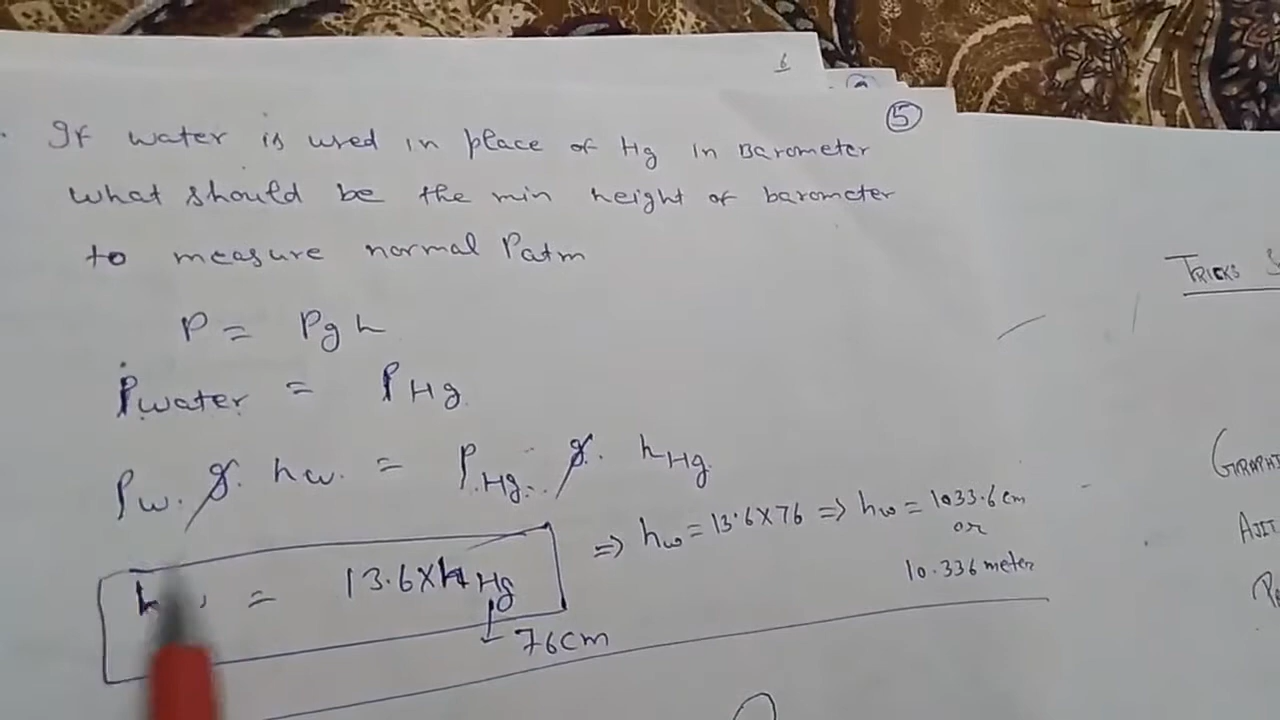 6
5
If water is used in place of Hg in Barometer
what should be the min height of barometer
to measure normal Patm
P = ρgh
Pwater = PHg
ρw. g. hw. = ρHg. g. hHg
= 13.6×hHg
76cm
⇒ hw = 13.6×76 ⇒ hw = 1033.6 cm
or
10.336 meter
TRICKS